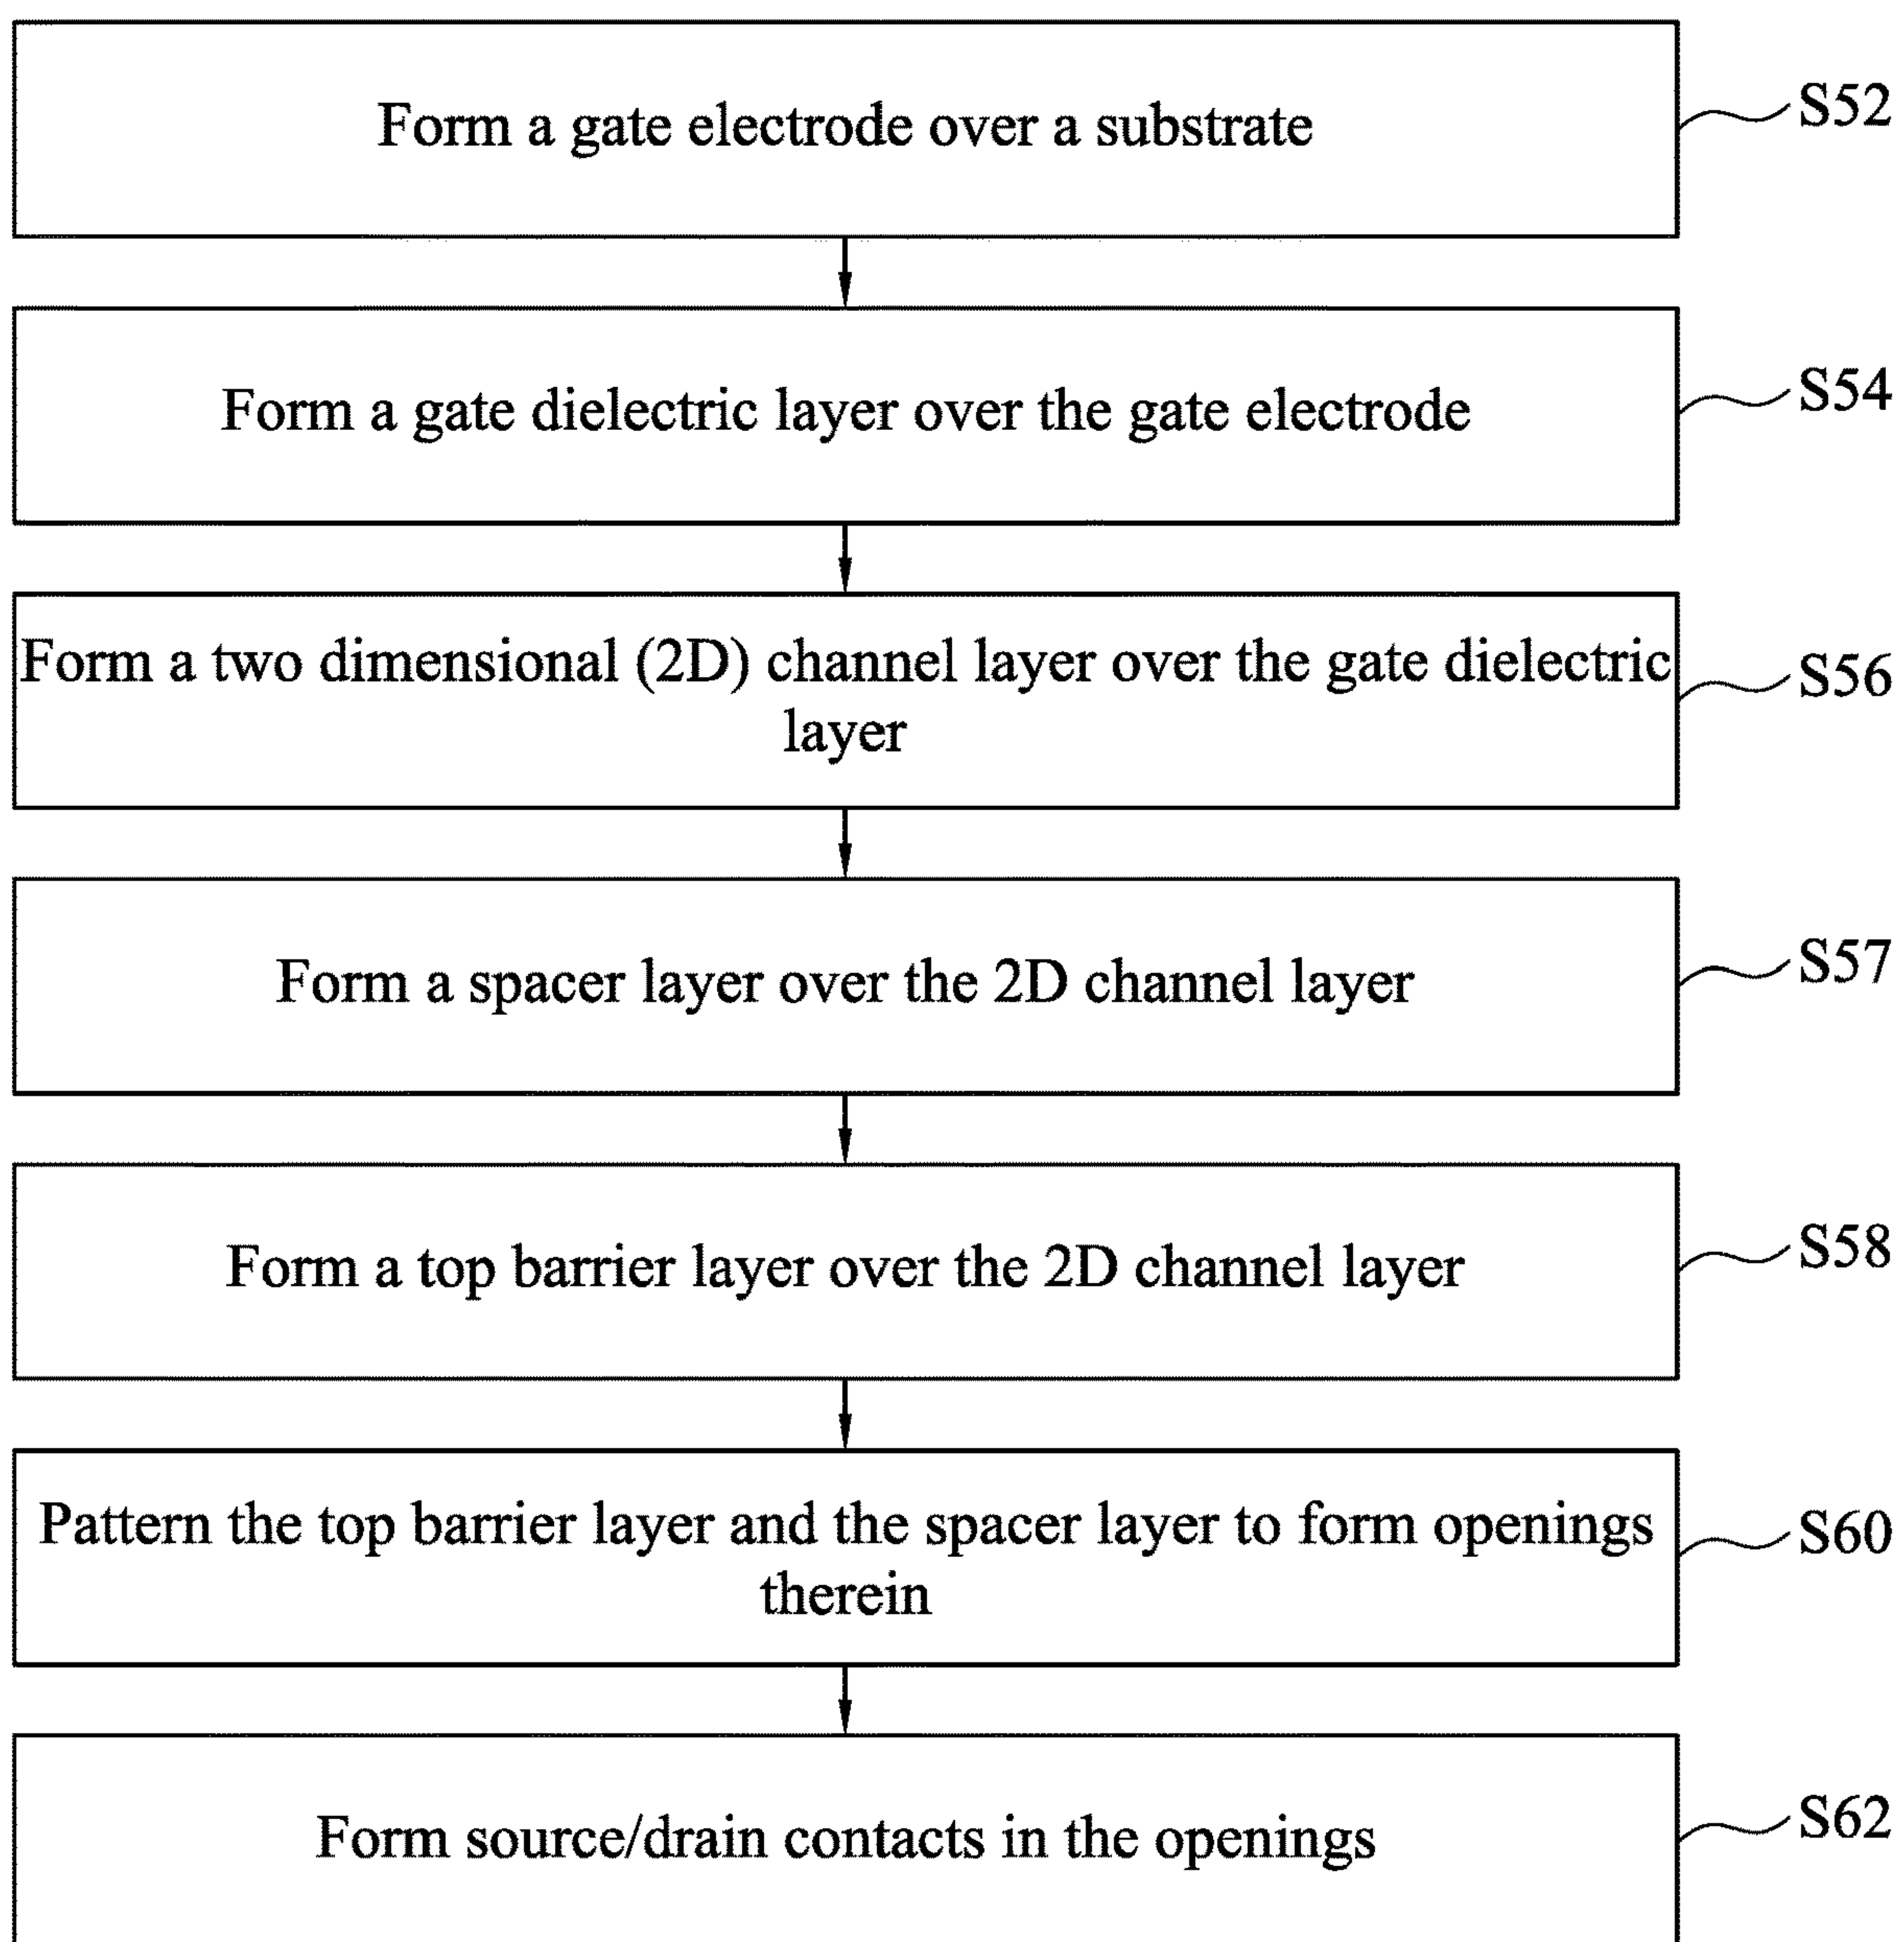 Form a gate electrode over a substrate
S52
Form a gate dielectric layer over the gate electrode
S54
Form a two dimensional (2D) channel layer over the gate dielectric
layer
S56
Form a spacer layer over the 2D channel layer
S57
Form a top barrier layer over the 2D channel layer
S58
Pattern the top barrier layer and the spacer layer to form openings
therein
S60
Form source/drain contacts in the openings
S62